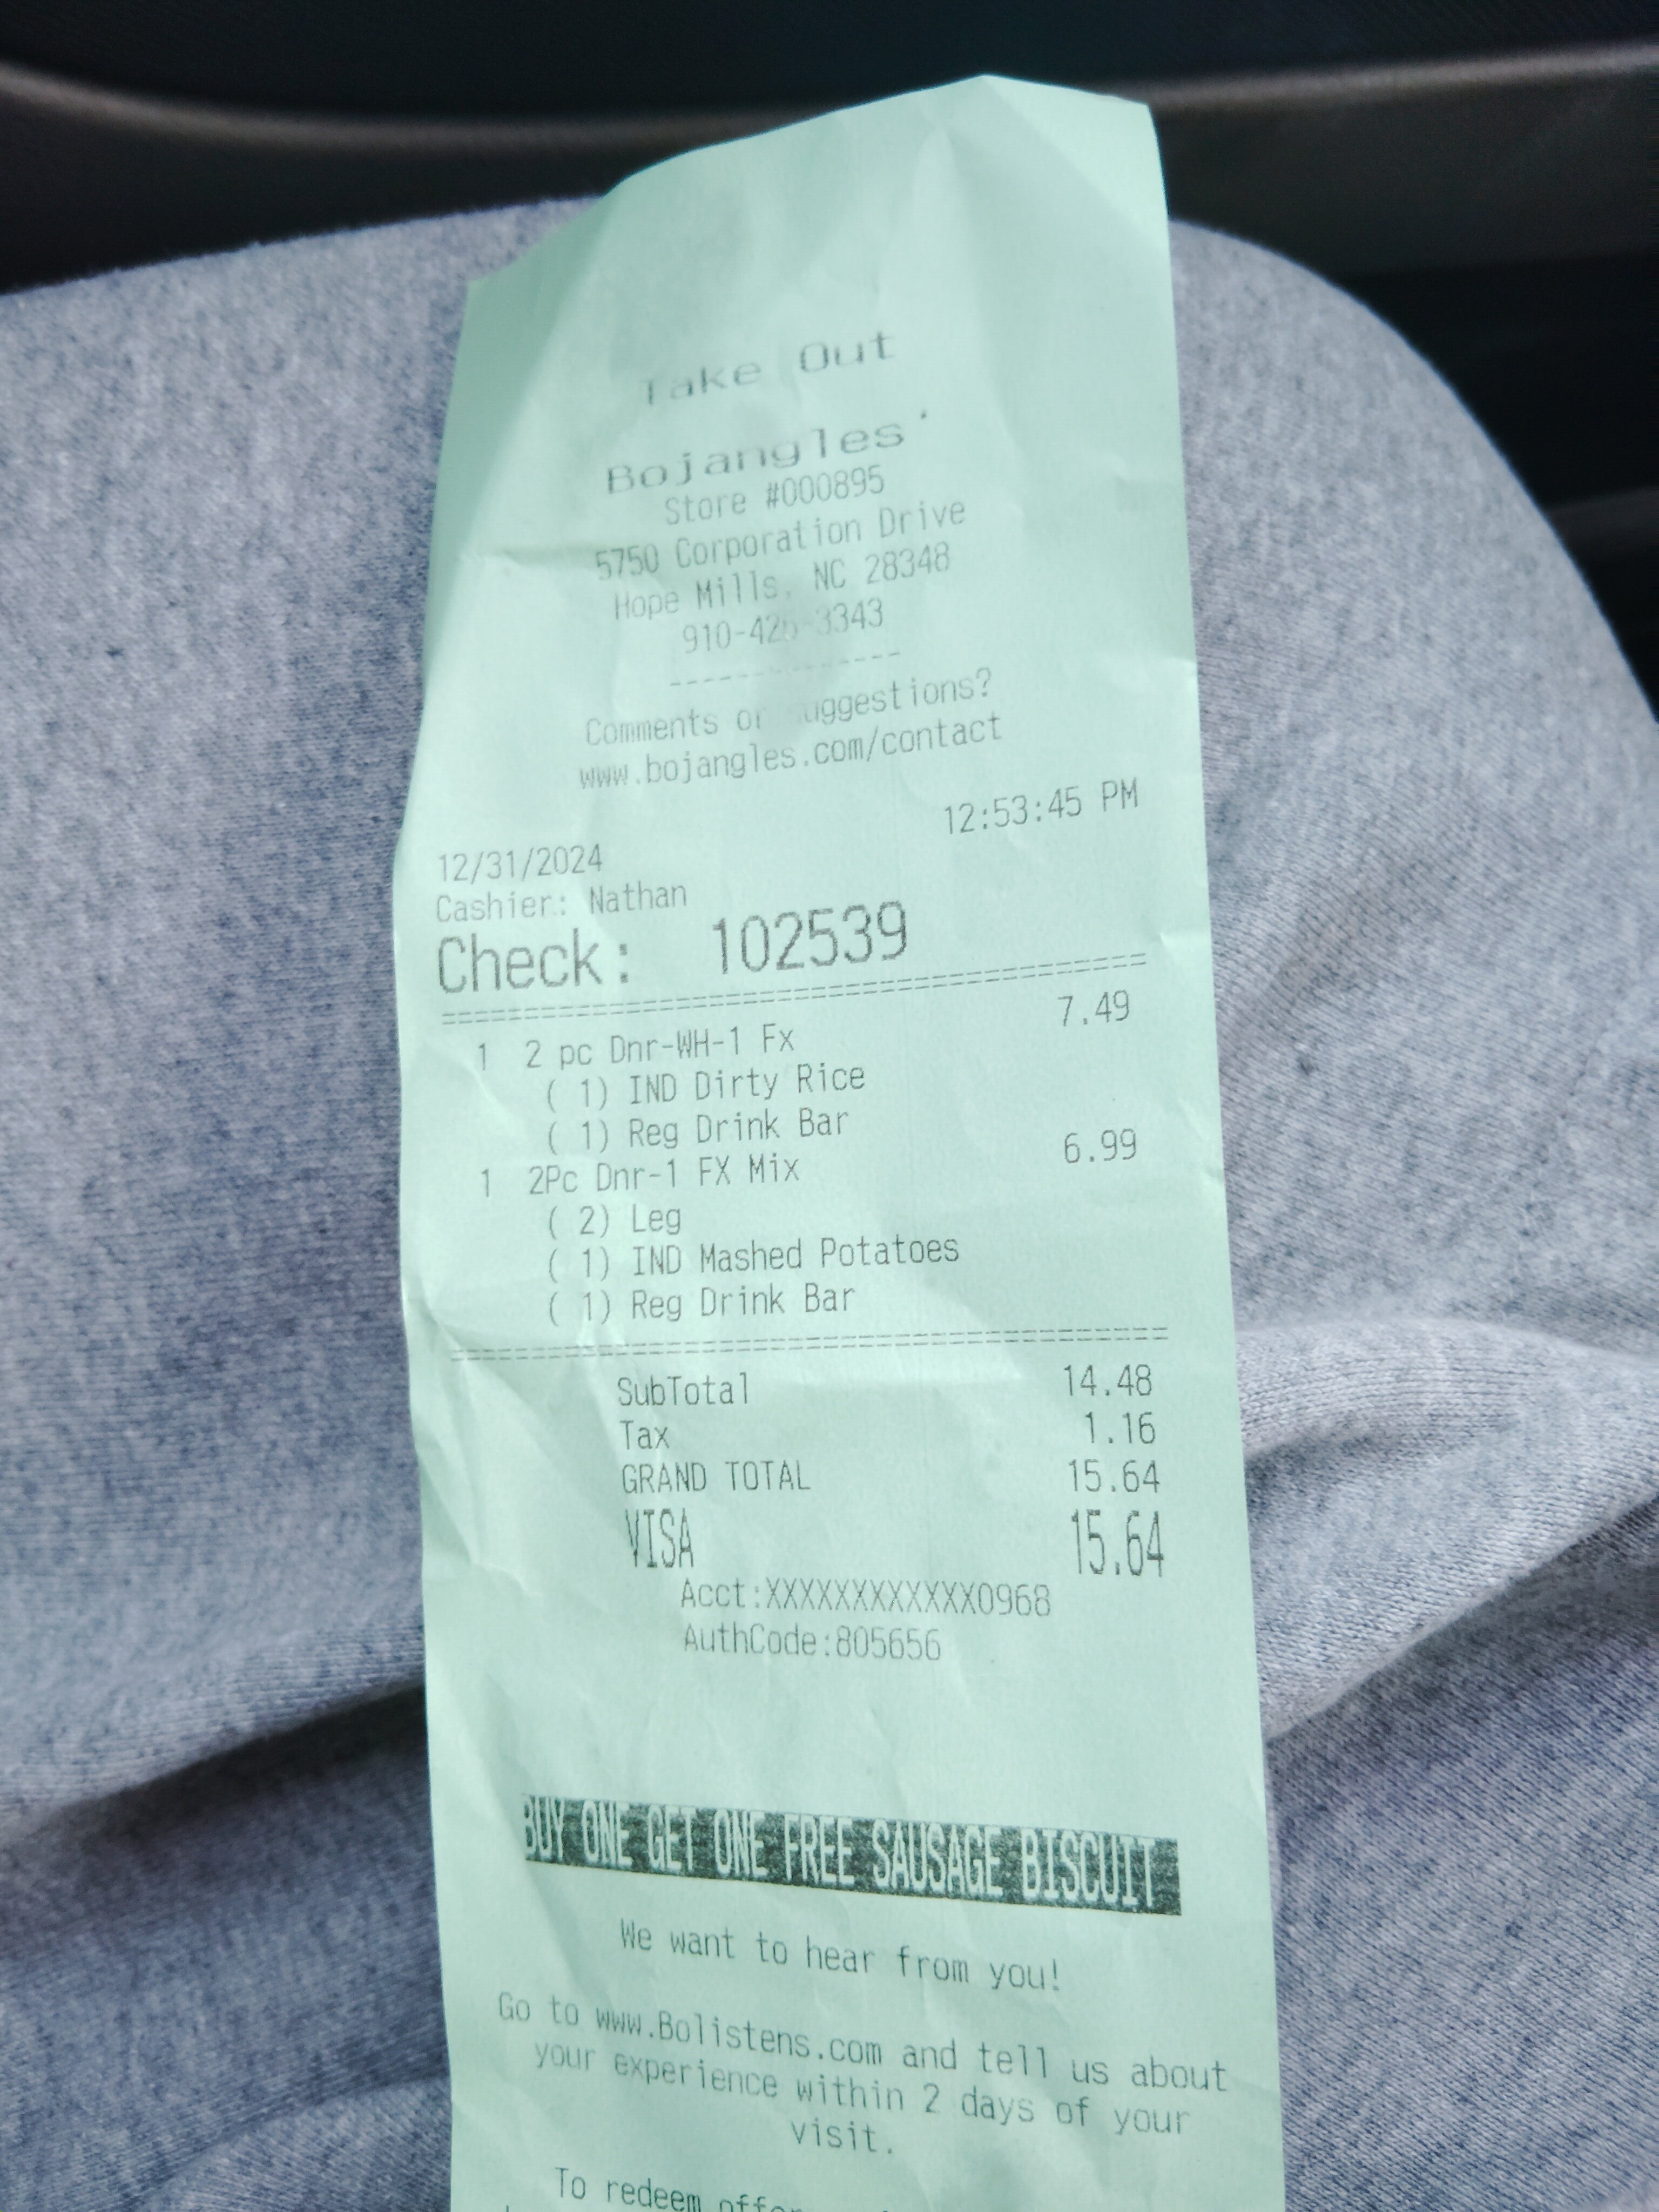 Take Out
Bojangles'
Store #000895
5750 Corporation Drive
Hope Mills, NC 28348
Comments or uggestions?
www.bojangles.com/contact
12:53:45 PM
12/31/2024
Cashier: Nathan
Check: 102539
1 2 pc Dnr-WH-1 Fx 7.49
( 1) IND Dirty Rice
( 1) Reg Drink Bar
1 2Pc Dnr-1 FX Mix 6.99
( 2) Leg
( 1) IND Mashed Potatoes
( 1) Reg Drink Bar
SubTotal 14.48
Tax 1.16
GRAND TOTAL 15.64
VISA 15.64
Acct:XXXXXXXXXXXX0968
AuthCode:805656
BUY ONE GET ONE FREE SAUSAGE BISCUIT
We want to hear from you!
Go to www.Bolistens.com and tell us about
your experience within 2 days of your
visit.
To redeem